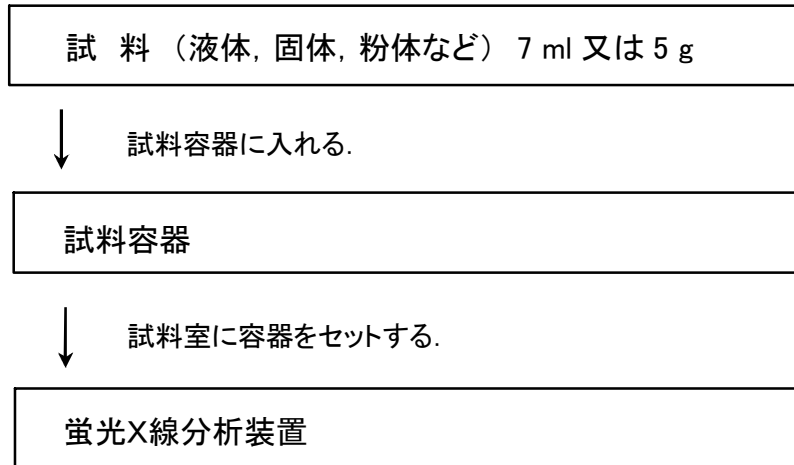 試 料 （液体, 固体, 粉体など） 7 ml 又は 5 g
試料容器に入れる.
試料容器
試料室に容器をセットする.
蛍光X線分析装置